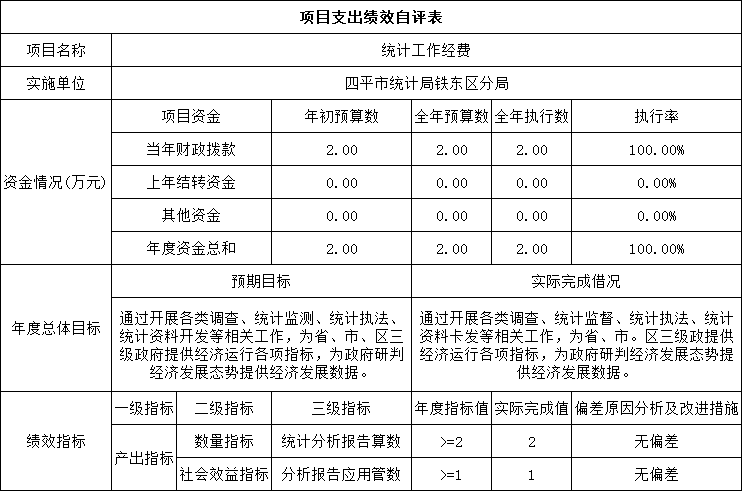 项目支出绩效自评表
项目名称 统计工作经费
实施单位 四平市统计局铁东区分局
资金情况(万元) 项目资金 年初预算数 全年预算数 全年执行数 执行率
当年财政拨款 2.00 2.00 2.00 100.00%
上年结转资金 0.00 0.00 0.00 0.00%
其他资金 0.00 0.00 0.00 0.00%
年度资金总和 2.00 2.00 2.00 100.00%
年度总体目标 预期目标 实际完成借况
通过开展各类调查、统计监测、统计执法、
统计资料开发等相关工作，为省、市、区三
级政府提供经济运行各项指标，为政府研判
经济发展态势提供经济发展数据。
通过开展各类调查、统计监督、统计执法、统计
资料卡发等相关工作，为省、市。区三级政提供
经济运行各项指标，为政府研判经济发展态势提
供经济发展数据。
绩效指标 一级指标 二级指标 三级指标 年度指标值 实际完成值 偏差原因分析及改进措施
产出指标 数量指标 统计分析报告算数 >=2 2 无偏差
社会效益指标 分析报告应用管数 >=1 1 无偏差